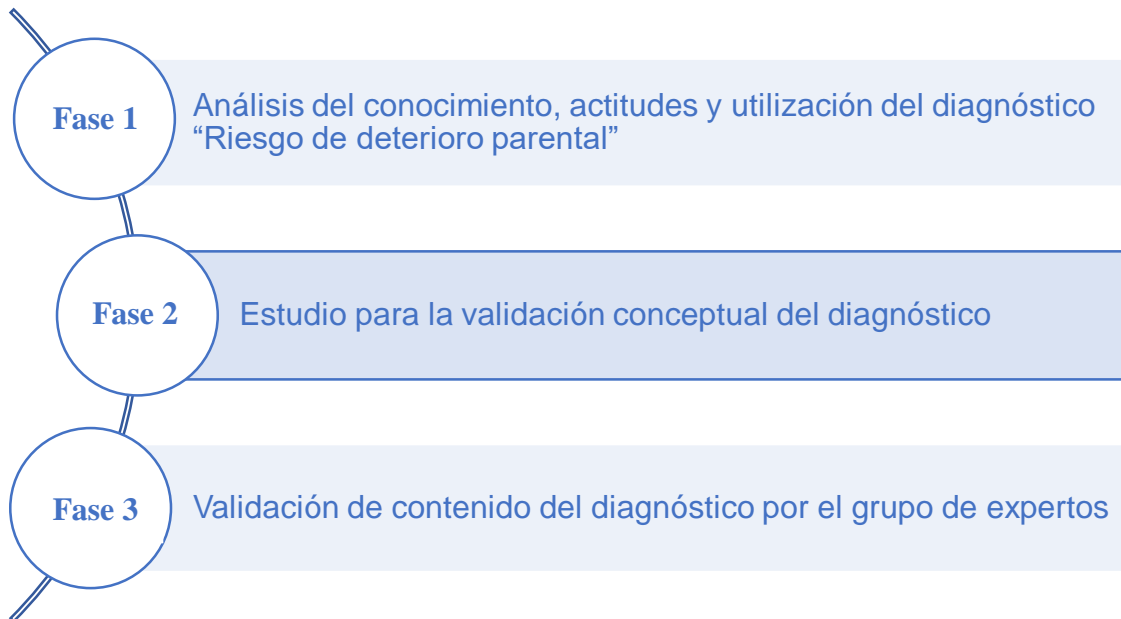 Fase 1
Análisis del conocimiento, actitudes y utilización del diagnóstico
“Riesgo de deterioro parental”
Fase 2
Estudio para la validación conceptual del diagnóstico
Fase 3
Validación de contenido del diagnóstico por el grupo de expertos